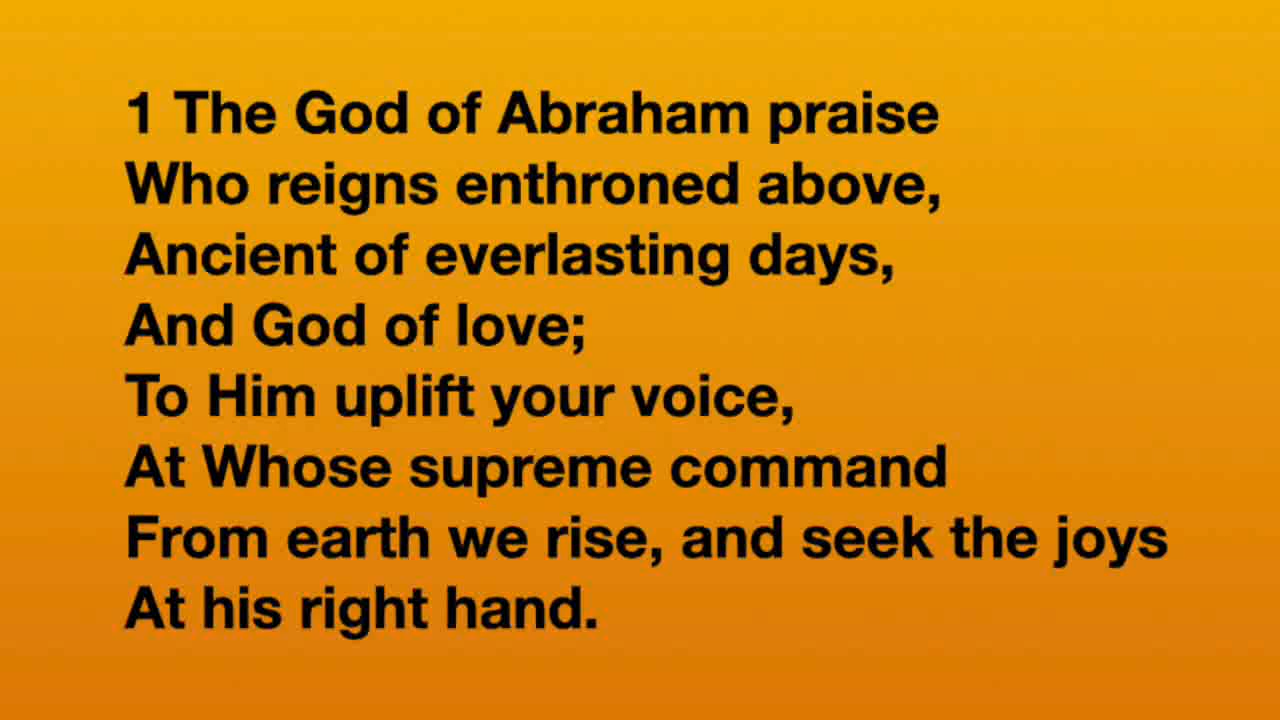 1 The God of Abraham praise
Who reigns enthroned above,
Ancient of everlasting days,
And God of love;
To Him uplift your voice,
At Whose supreme command
From earth we rise, and seek the joys
At his right hand.